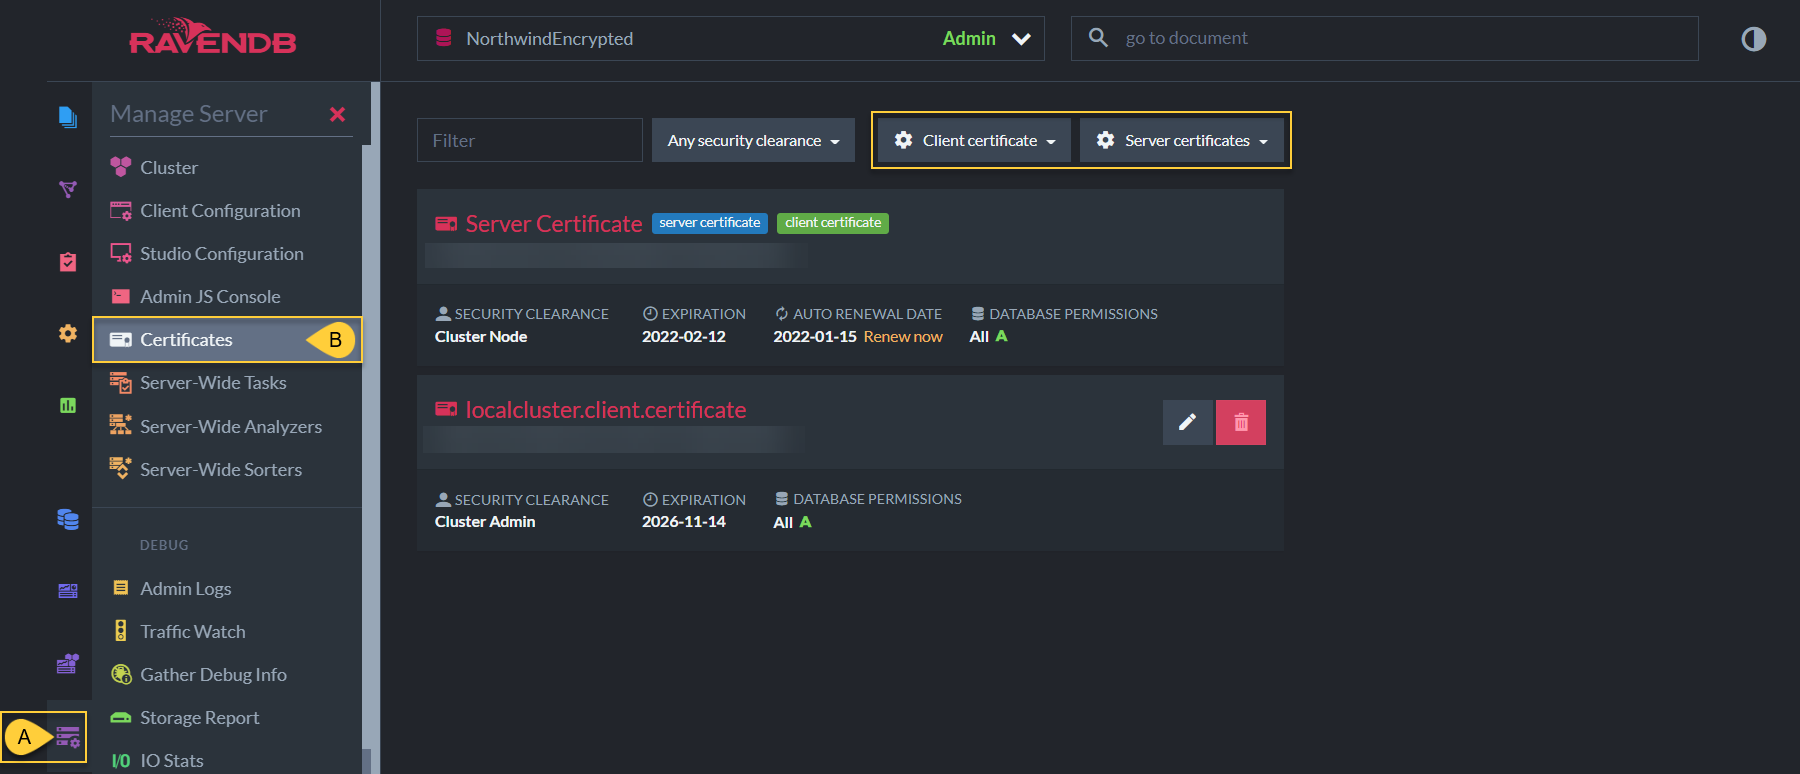 RAVENDB
NorthwindEncrypted
Admin
go to document
Manage Server
Cluster
Client Configuration
Studio Configuration
Admin JS Console
Certificates
B
Server-Wide Tasks
Server-Wide Analyzers
Server-Wide Sorters
DEBUG
Admin Logs
Traffic Watch
Gather Debug Info
Storage Report
I/O IO Stats
A
Filter
Any security clearance
Client certificate
Server certificates
Server Certificate server certificate client certificate
SECURITY CLEARANCE EXPIRATION AUTO RENEWAL DATE DATABASE PERMISSIONS
Cluster Node 2022-02-12 2022-01-15 Renew now All A
localcluster.client.certificate
SECURITY CLEARANCE EXPIRATION DATABASE PERMISSIONS
Cluster Admin 2026-11-14 All A